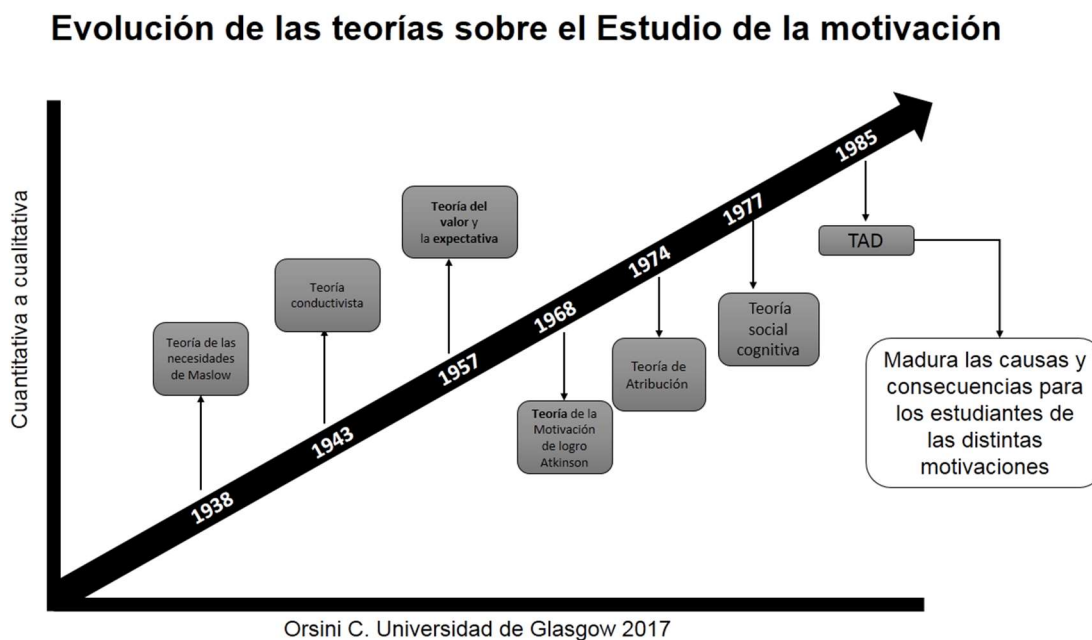 Evolución de las teorías sobre el Estudio de la motivación
Cuantitativa a cualitativa
1938
Teoría de las
necesidades
de Maslow
1943
Teoría
conductivista
1957
Teoría del
valor y
la expectativa
1968
Teoría de la
Motivación
de logro
Atkinson
1974
Teoría de
Atribución
1977
Teoría
social
cognitiva
1985
TAD
Madura las causas y
consecuencias para
los estudiantes de
las distintas
motivaciones
Orsini C. Universidad de Glasgow 2017